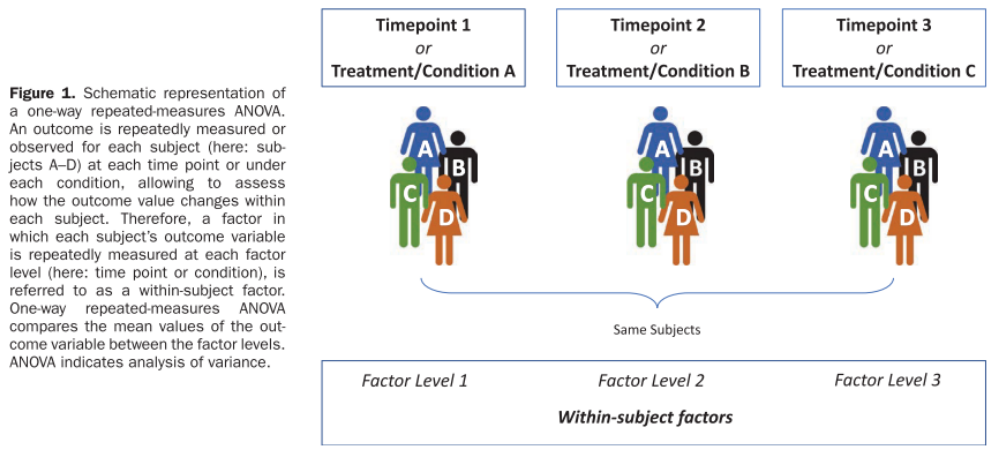 Figure 1. Schematic representation of
a one-way repeated-measures ANOVA.
An outcome is repeatedly measured or
observed for each subject (here: sub-
jects A–D) at each time point or under
each condition, allowing to assess
how the outcome value changes within
each subject. Therefore, a factor in
which each subject's outcome variable
is repeatedly measured at each factor
level (here: time point or condition), is
referred to as a within-subject factor.
One-way repeated-measures ANOVA
compares the mean values of the out-
come variable between the factor levels.
ANOVA indicates analysis of variance.
Timepoint 1
or
Treatment/Condition A
Timepoint 2
or
Treatment/Condition B
Timepoint 3
or
Treatment/Condition C
A
B
C
D
A
B
C
D
A
B
C
D
Same Subjects
Factor Level 1
Factor Level 2
Factor Level 3
Within-subject factors